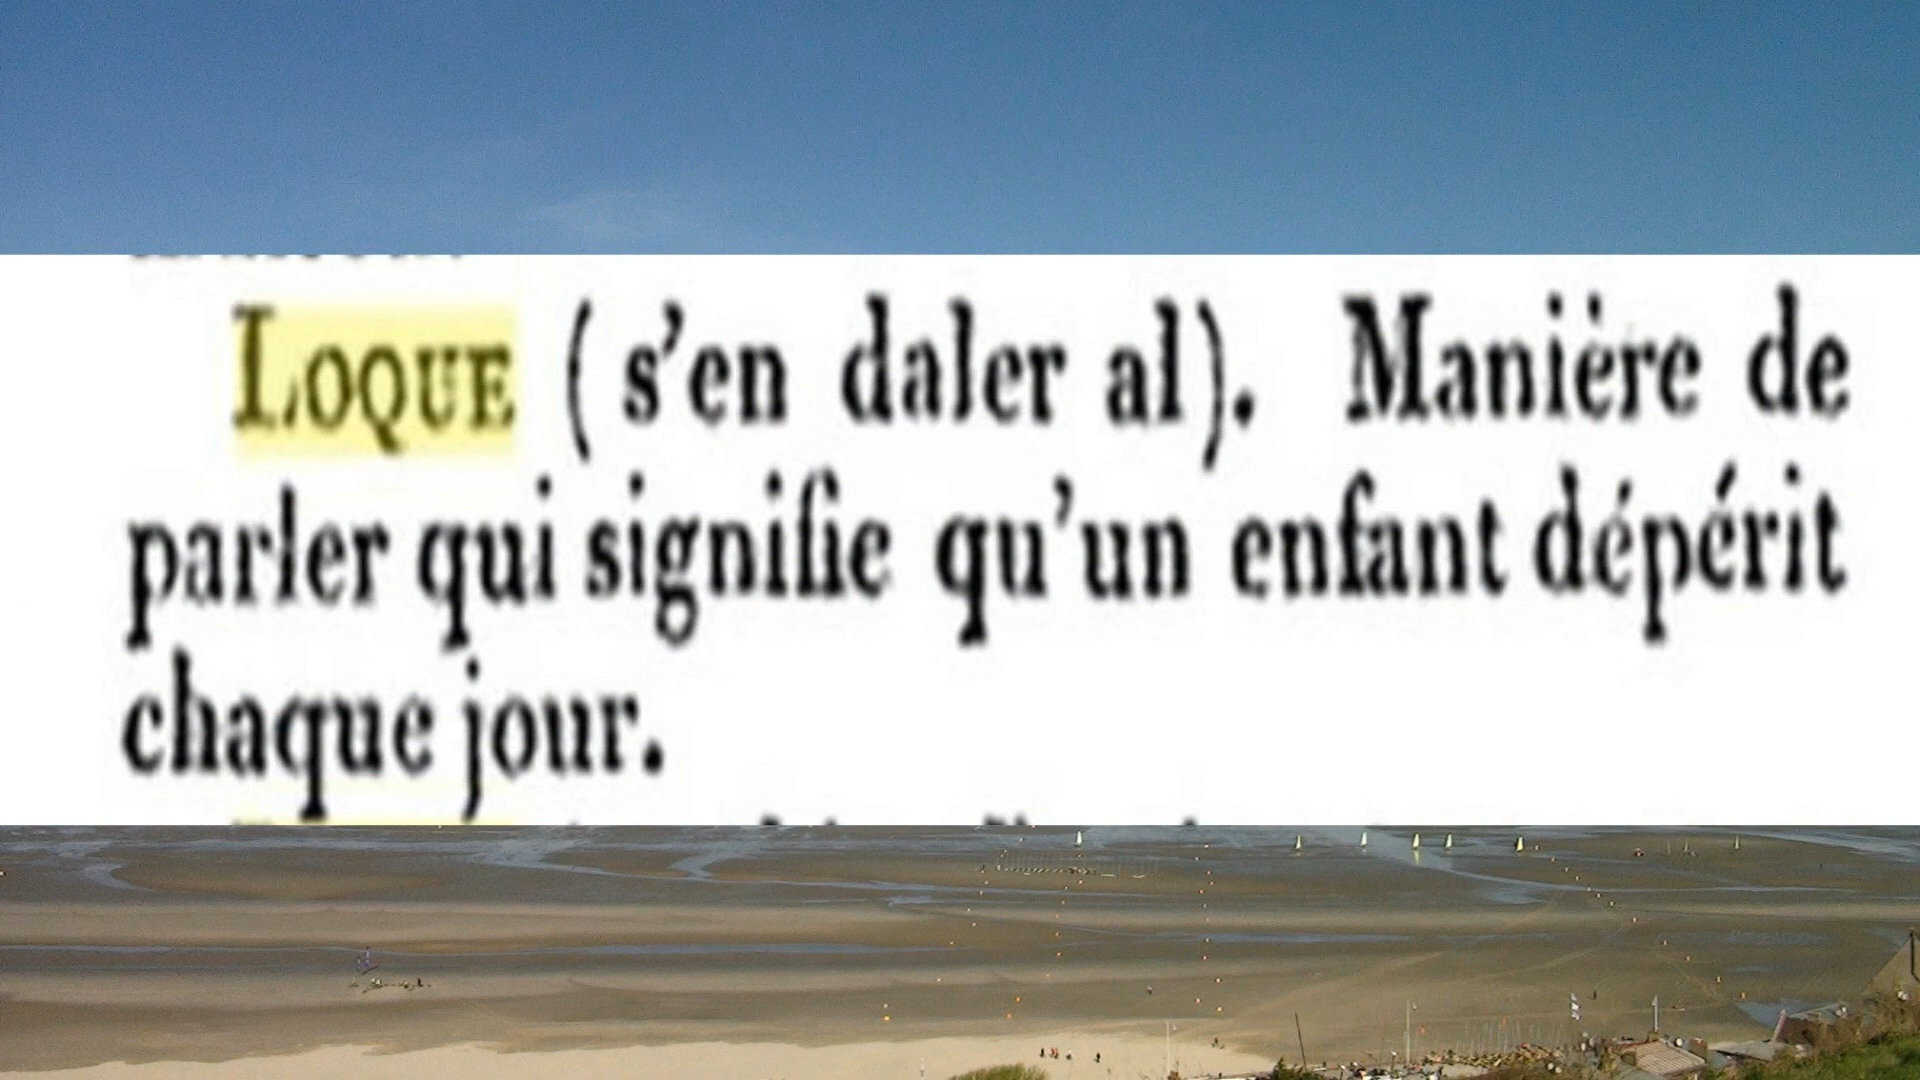 LOQUE (s'en daler al). Manière de
parler qui signifie qu'un enfant dépérit
chaque jour.